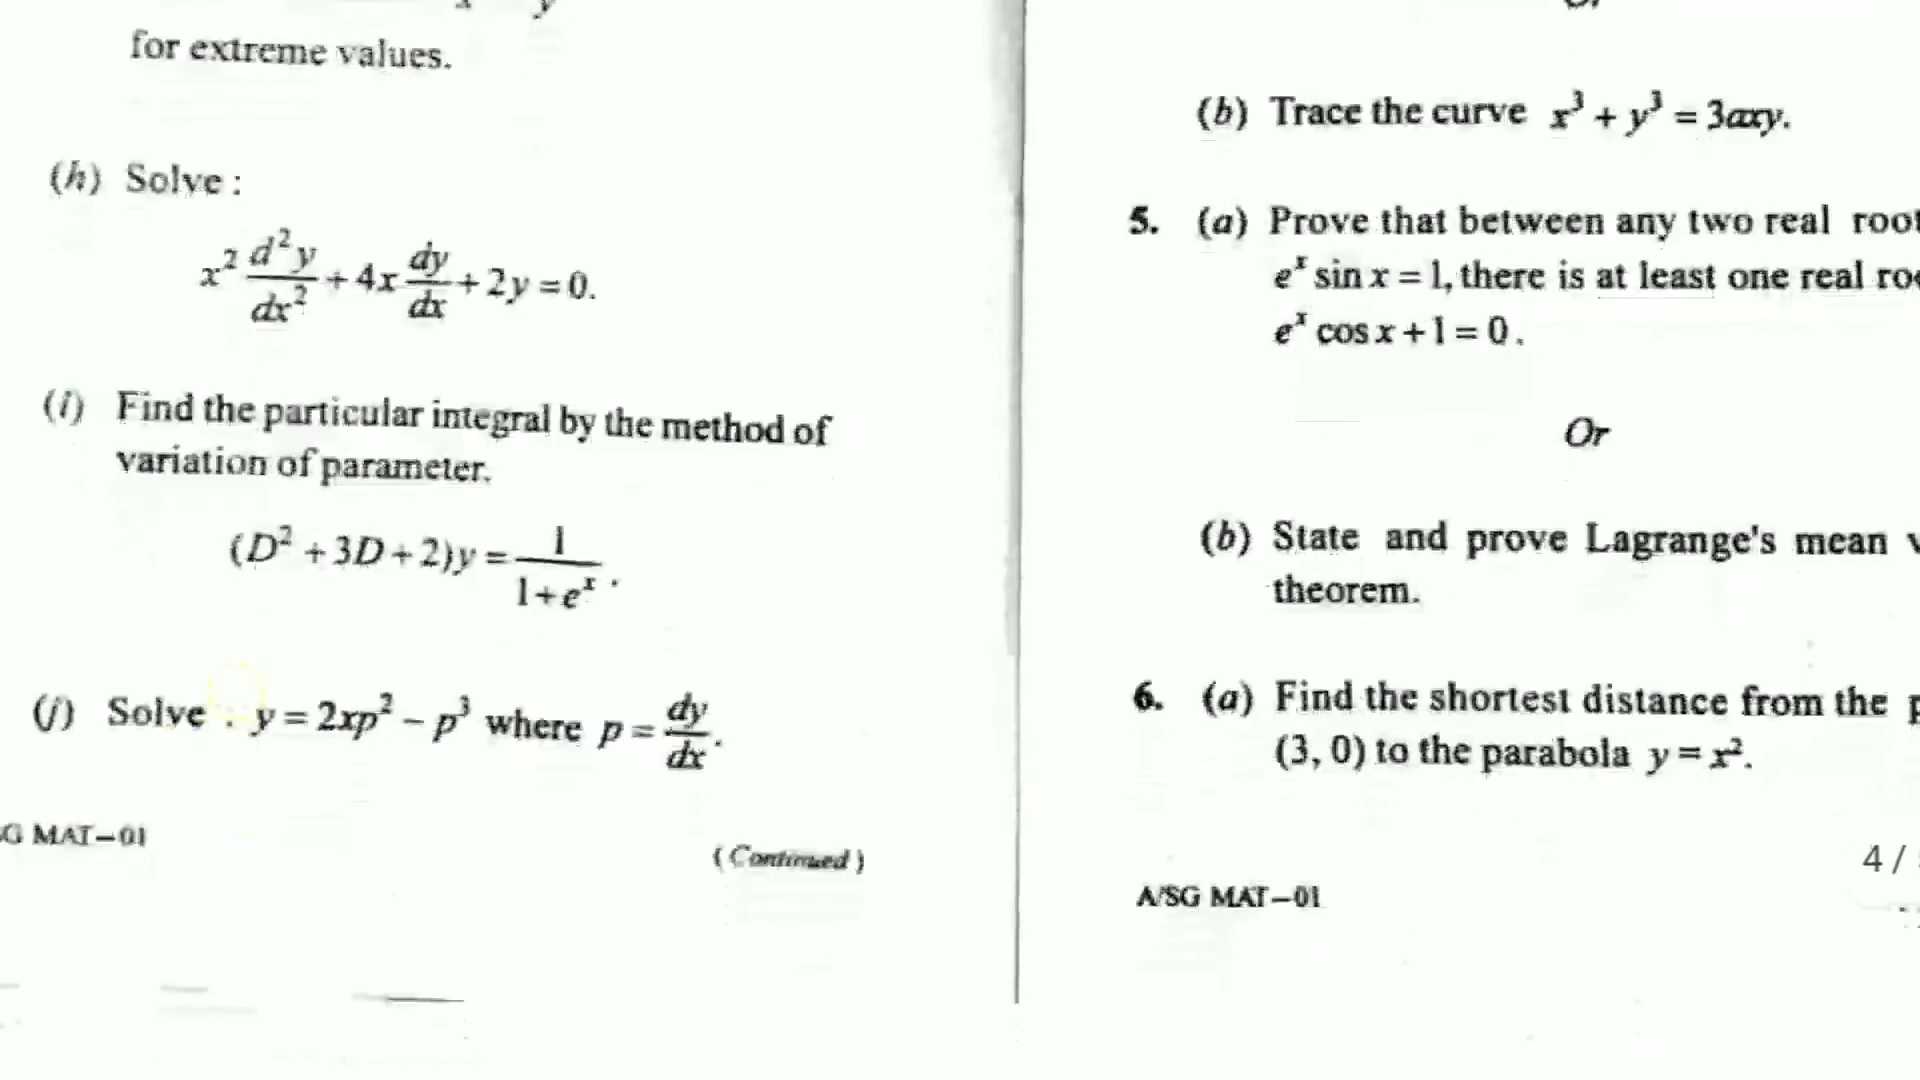 for extreme values.
(h) Solve :
x² d²y/dx² + 4x dy/dx + 2y = 0.
(i) Find the particular integral by the method of
variation of parameter.
(D² + 3D + 2)y = 1/(1+eˣ) .
(j) Solve : y = 2xp² – p³ where p = dy/dx.
G MAT–01
(Continued)
(b) Trace the curve x³ + y³ = 3axy.
5. (a) Prove that between any two real
eˣ sin x = 1, there is at least one real
eˣ cos x + 1 = 0.
Or
(b) State and prove Lagrange's mean
theorem.
6. (a) Find the shortest distance from the
(3, 0) to the parabola y = x².
4 /
A/SG MAT–01